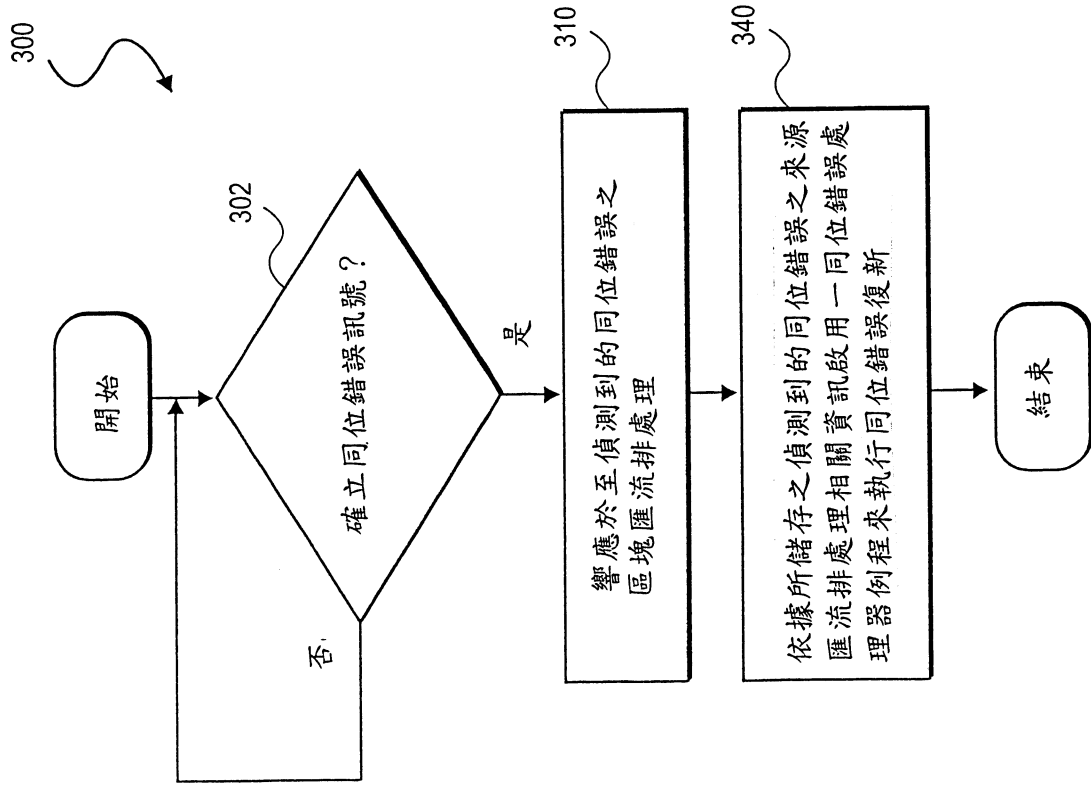 300
開始
302
確立同位錯誤訊號？
否
是
310
響應於至偵測到的同位錯誤之
區塊匯流排處理
340
依據所儲存之偵測到的同位錯誤之來源
匯流排處理相關資訊啟用一同位錯誤處
理器例程來執行同位錯誤復新
結束